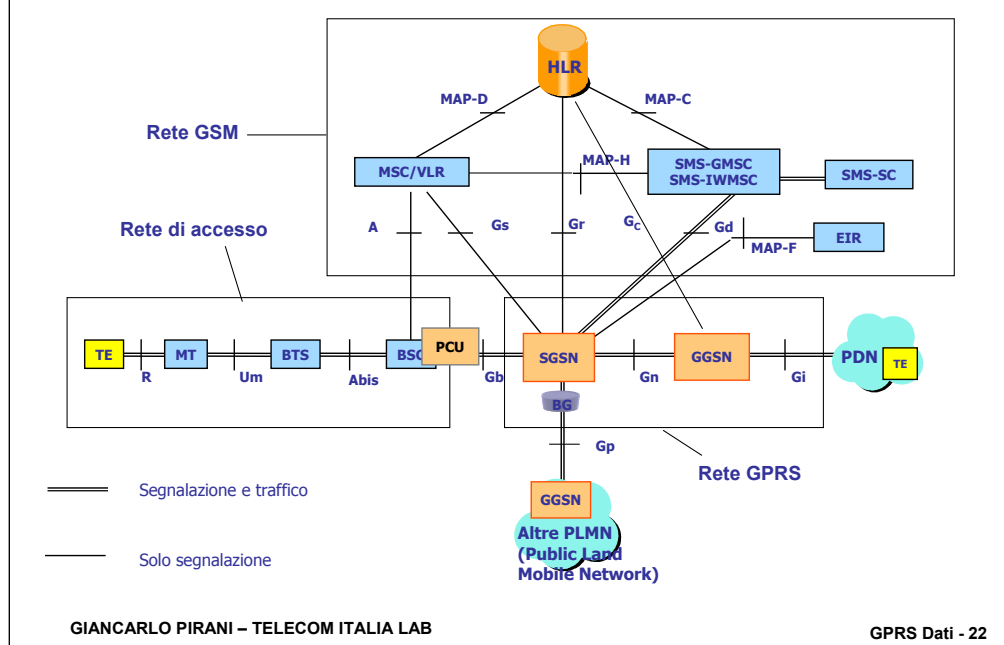 HLR
MAP-D
MAP-C
Rete GSM
MSC/VLR
MAP-H
SMS-GMSC
SMS-IWMSC
SMS-SC
Rete di accesso
A
Gs
Gr
GC
Gd
MAP-F
EIR
TE
R
MT
Um
BTS
Abis
BSC
PCU
Gb
SGSN
Gn
GGSN
Gi
PDN
TE
BG
Gp
Rete GPRS
Segnalazione e traffico
GGSN
Altre PLMN
(Public Land
Mobile Network)
Solo segnalazione
GIANCARLO PIRANI – TELECOM ITALIA LAB
GPRS Dati - 22